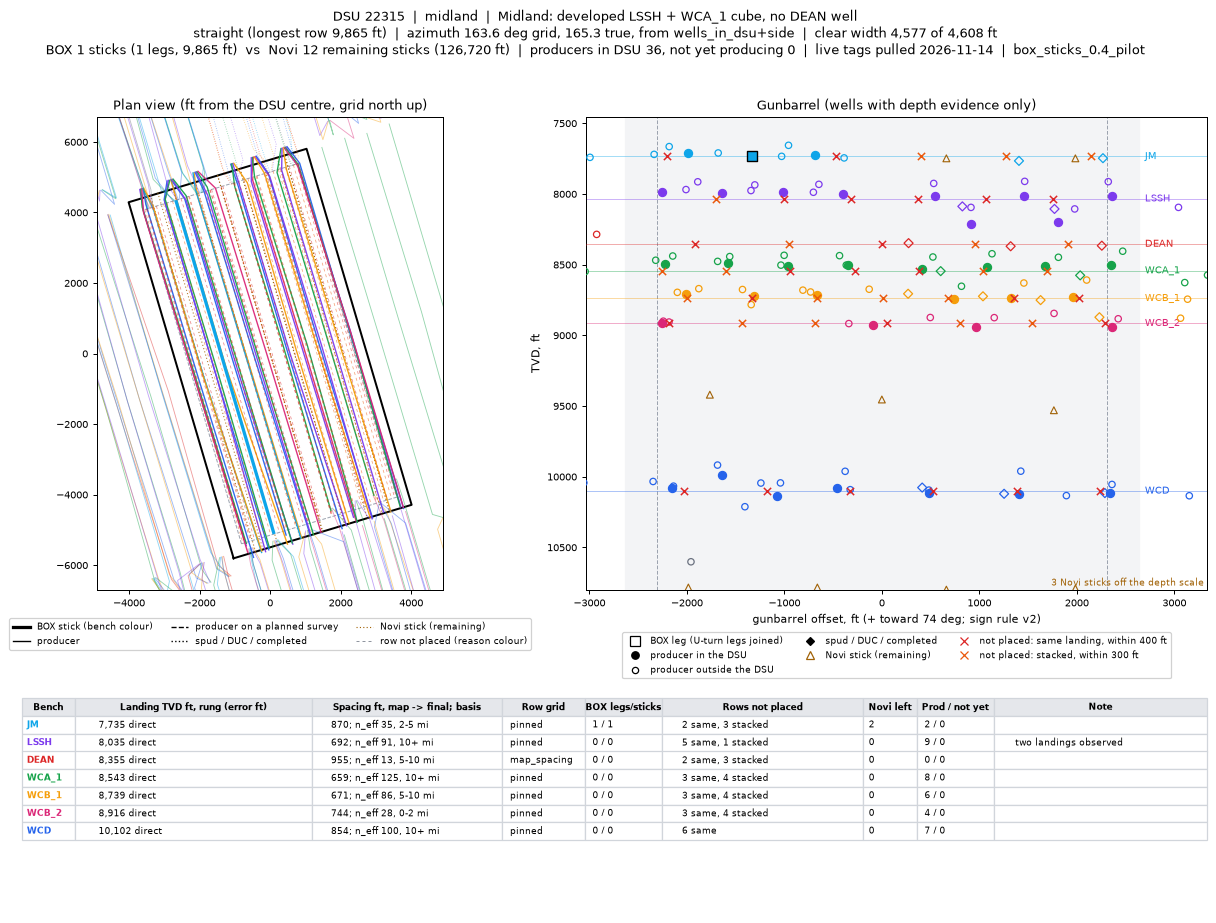 DSU 22315 | midland | Midland: developed LSSH + WCA_1 cube, no DEAN well
straight (longest row 9,865 ft) | azimuth 163.6 deg grid, 165.3 true, from wells_in_dsu+side | clear width 4,577 of 4,608 ft
BOX 1 sticks (1 legs, 9,865 ft) vs Novi 12 remaining sticks (126,720 ft) | producers in DSU 36, not yet producing 0 | live tags pulled 2026-11-14 | box_sticks_0.4_pilot
Plan view (ft from the DSU centre, grid north up)
6000
4000
2000
0
−2000
−4000
−6000
−4000 −2000 0 2000 4000
BOX stick (bench colour)
producer
producer on a planned survey
spud / DUC / completed
Novi stick (remaining)
row not placed (reason colour)
Gunbarrel (wells with depth evidence only)
TVD, ft
7500
8000
8500
9000
9500
10000
10500
JM
LSSH
DEAN
WCA_1
WCB_1
WCB_2
WCD
3 Novi sticks off the depth scale
−3000 −2000 −1000 0 1000 2000 3000
gunbarrel offset, ft (+ toward 74 deg; sign rule v2)
BOX leg (U-turn legs joined)
producer in the DSU
producer outside the DSU
spud / DUC / completed
Novi stick (remaining)
not placed: same landing, within 400 ft
not placed: stacked, within 300 ft
Bench Landing TVD ft, rung (error ft) Spacing ft, map -> final; basis Row grid BOX legs/sticks Rows not placed Novi left Prod / not yet Note
JM 7,735 direct 870; n_eff 35, 2-5 mi pinned 1 / 1 2 same, 3 stacked 2 2 / 0
LSSH 8,035 direct 692; n_eff 91, 10+ mi pinned 0 / 0 5 same, 1 stacked 0 9 / 0 two landings observed
DEAN 8,355 direct 955; n_eff 13, 5-10 mi map_spacing 0 / 0 2 same, 3 stacked 0 0 / 0
WCA_1 8,543 direct 659; n_eff 125, 10+ mi pinned 0 / 0 3 same, 4 stacked 0 8 / 0
WCB_1 8,739 direct 671; n_eff 86, 5-10 mi pinned 0 / 0 3 same, 4 stacked 0 6 / 0
WCB_2 8,916 direct 744; n_eff 28, 0-2 mi pinned 0 / 0 3 same, 4 stacked 0 4 / 0
WCD 10,102 direct 854; n_eff 100, 10+ mi pinned 0 / 0 6 same 0 7 / 0